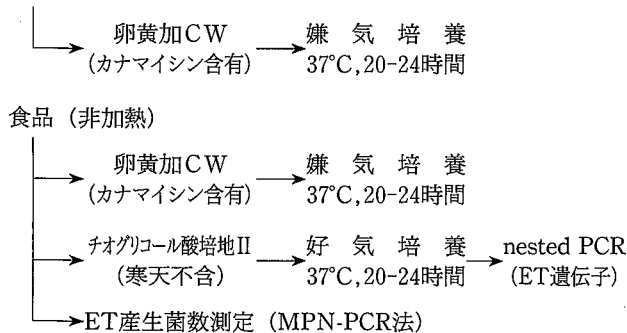 卵黄加CW → 嫌気培養
(カナマイシン含有) 37℃,20-24時間
食品（非加熱）
卵黄加CW → 嫌気培養
(カナマイシン含有) 37℃,20-24時間
チオグリコール酸培地Ⅱ → 好気培養 → nested PCR
(寒天不含) 37℃,20-24時間 (ET遺伝子)
ET産生菌数測定（MPN-PCR法）